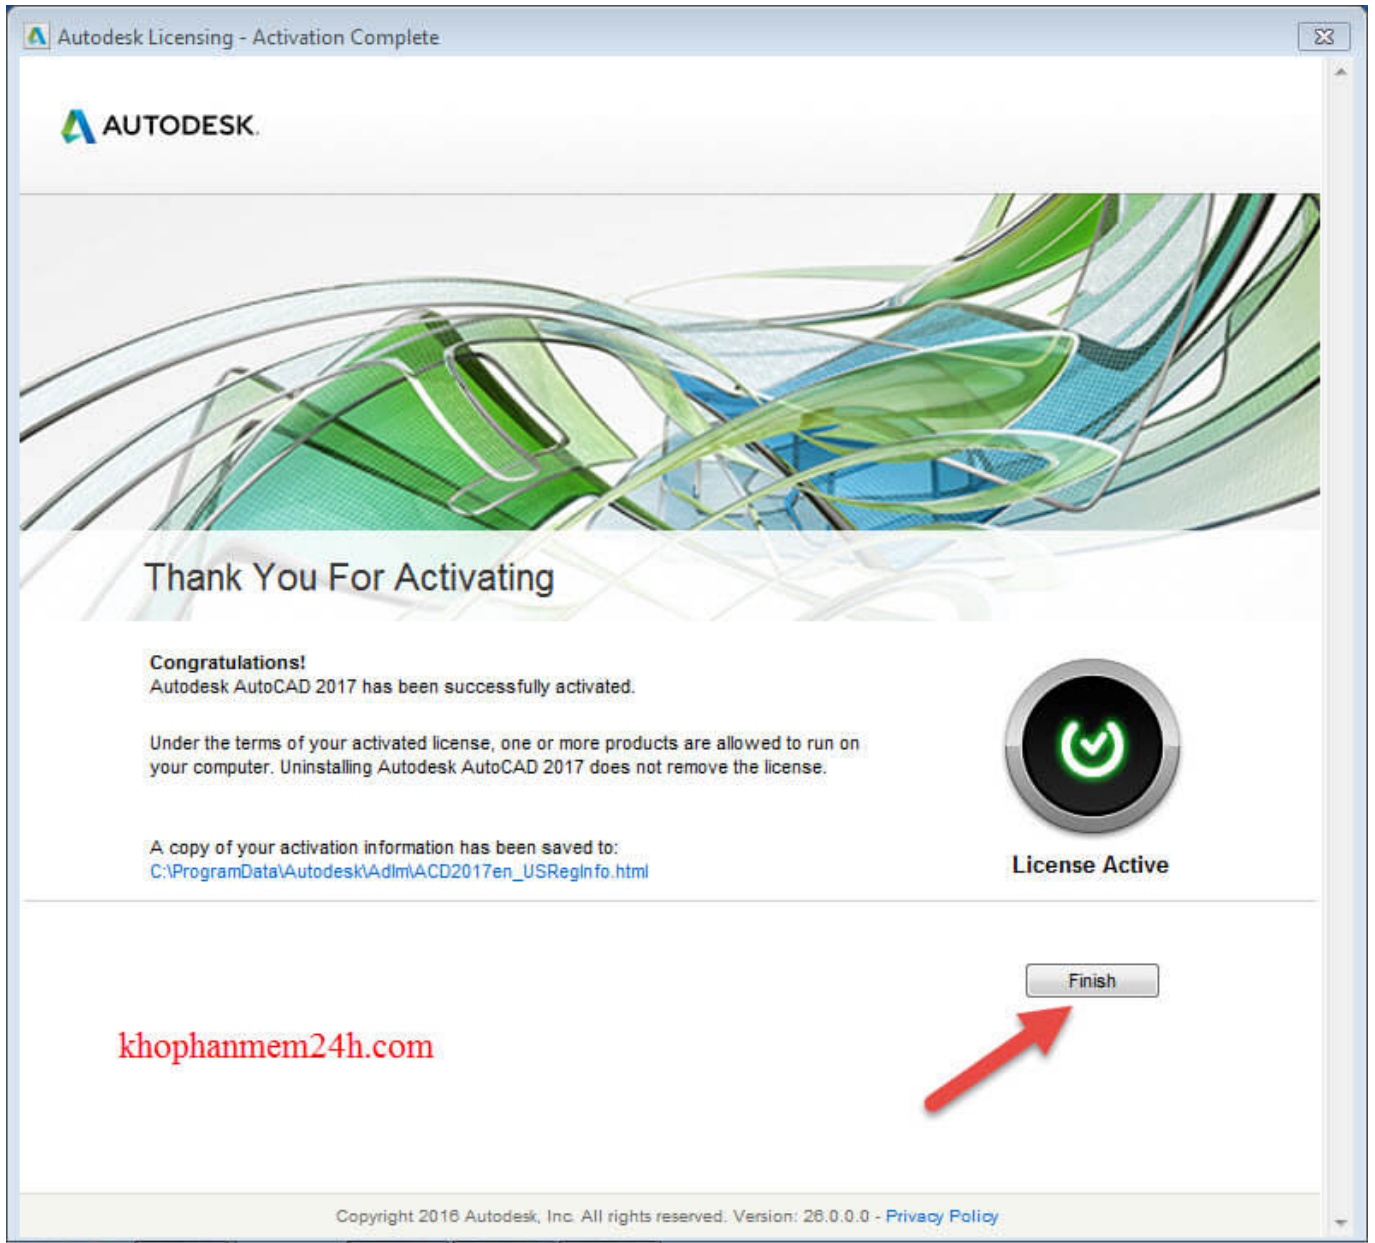 Autodesk Licensing - Activation Complete
AUTODESK.
Thank You For Activating
Congratulations!
Autodesk AutoCAD 2017 has been successfully activated.
Under the terms of your activated license, one or more products are allowed to run on
your computer. Uninstalling Autodesk AutoCAD 2017 does not remove the license.
A copy of your activation information has been saved to:
C:\ProgramData\Autodesk\Adlm\ACD2017en_USRegInfo.html
License Active
Finish
khophanmem24h.com
Copyright 2016 Autodesk, Inc. All rights reserved. Version: 26.0.0.0 - Privacy Policy